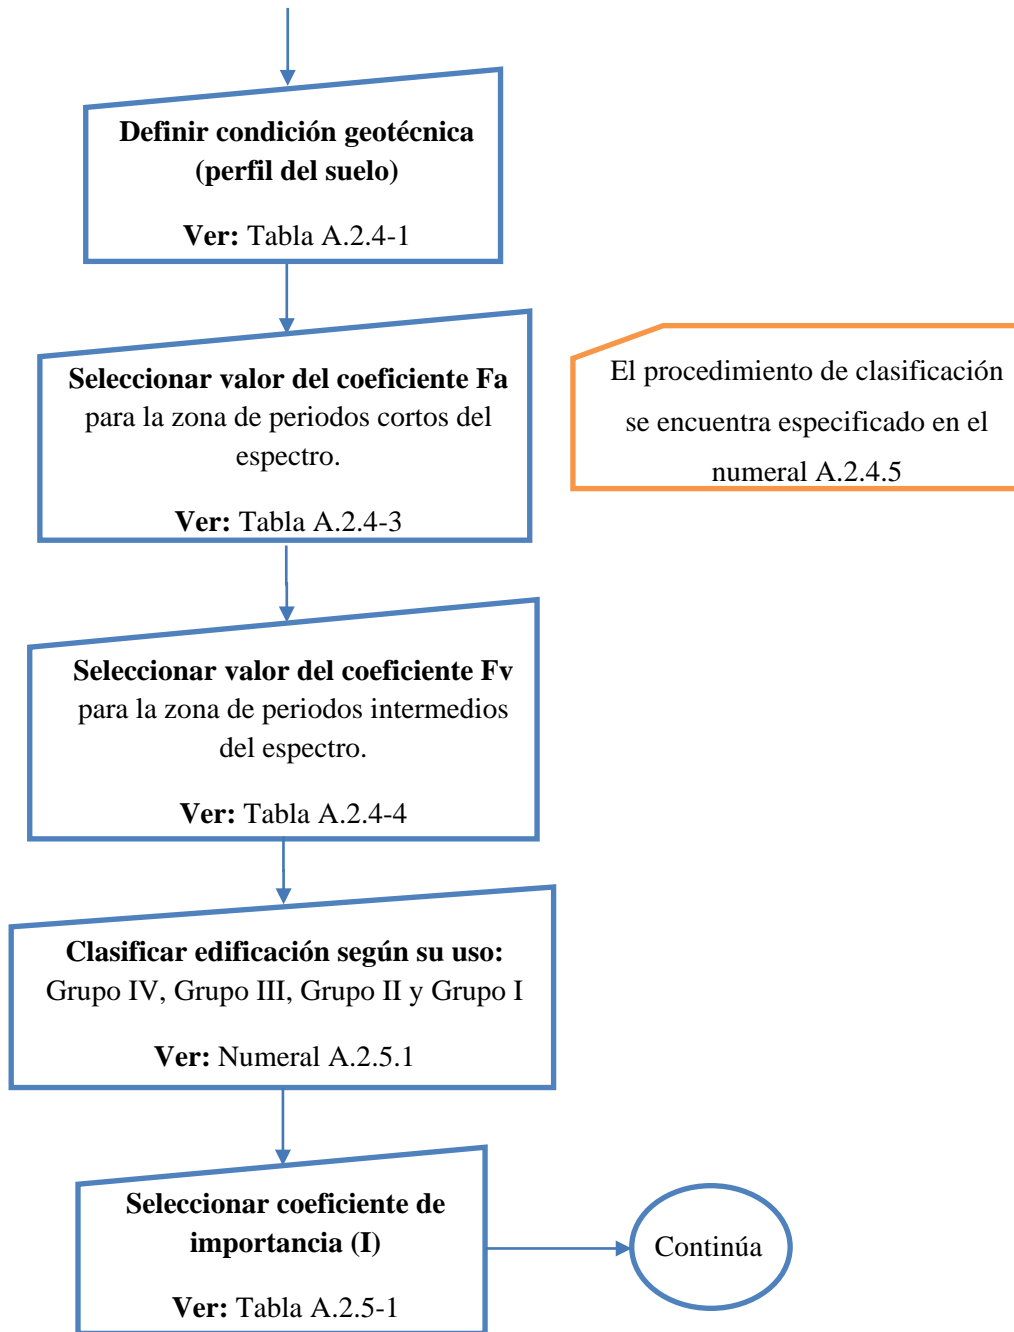 Definir condición geotécnica
(perfil del suelo)
Ver: Tabla A.2.4-1
Seleccionar valor del coeficiente Fa
para la zona de periodos cortos del
espectro.
Ver: Tabla A.2.4-3
El procedimiento de clasificación
se encuentra especificado en el
numeral A.2.4.5
Seleccionar valor del coeficiente Fv
para la zona de periodos intermedios
del espectro.
Ver: Tabla A.2.4-4
Clasificar edificación según su uso:
Grupo IV, Grupo III, Grupo II y Grupo I
Ver: Numeral A.2.5.1
Seleccionar coeficiente de
importancia (I)
Ver: Tabla A.2.5-1
Continúa